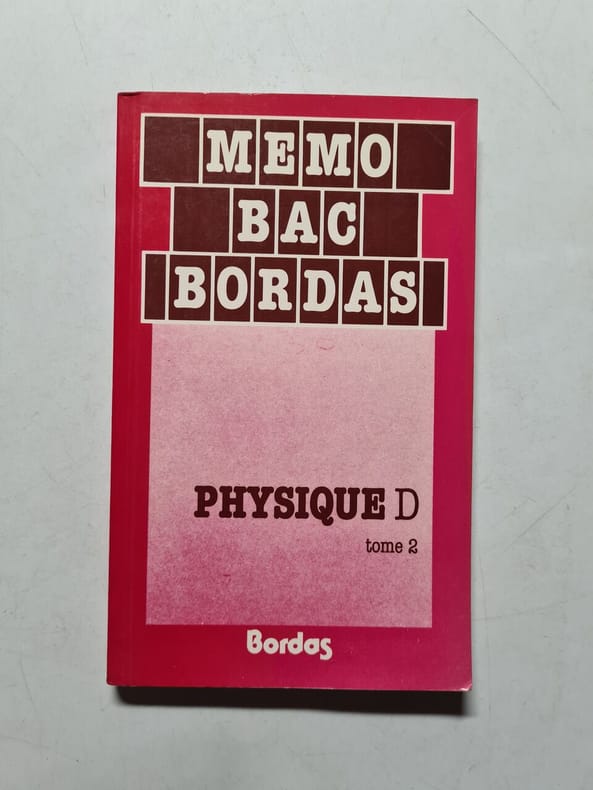 MEMO
BAC
BORDAS
PHYSIQUE D
tome 2
Bordas